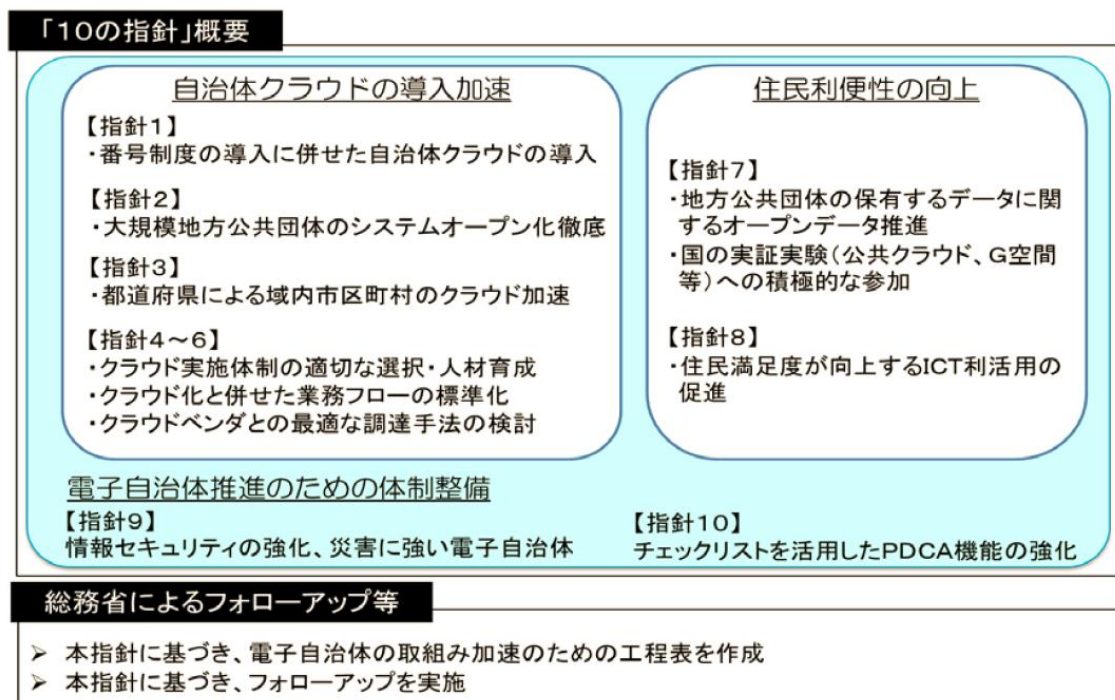 「10の指針」概要
自治体クラウドの導入加速
【指針1】
・番号制度の導入に併せた自治体クラウドの導入
【指針2】
・大規模地方公共団体のシステムオープン化徹底
【指針3】
・都道府県による域内市区町村のクラウド加速
【指針4～6】
・クラウド実施体制の適切な選択・人材育成
・クラウド化と併せた業務フローの標準化
・クラウドベンダとの最適な調達手法の検討
住民利便性の向上
【指針7】
・地方公共団体の保有するデータに関
するオープンデータ推進
・国の実証実験（公共クラウド、G空間
等）への積極的な参加
【指針8】
・住民満足度が向上するICT利活用の
促進
電子自治体推進のための体制整備
【指針9】
情報セキュリティの強化、災害に強い電子自治体
【指針10】
チェックリストを活用したPDCA機能の強化
総務省によるフォローアップ等
➢ 本指針に基づき、電子自治体の取組み加速のための工程表を作成
➢ 本指針に基づき、フォローアップを実施